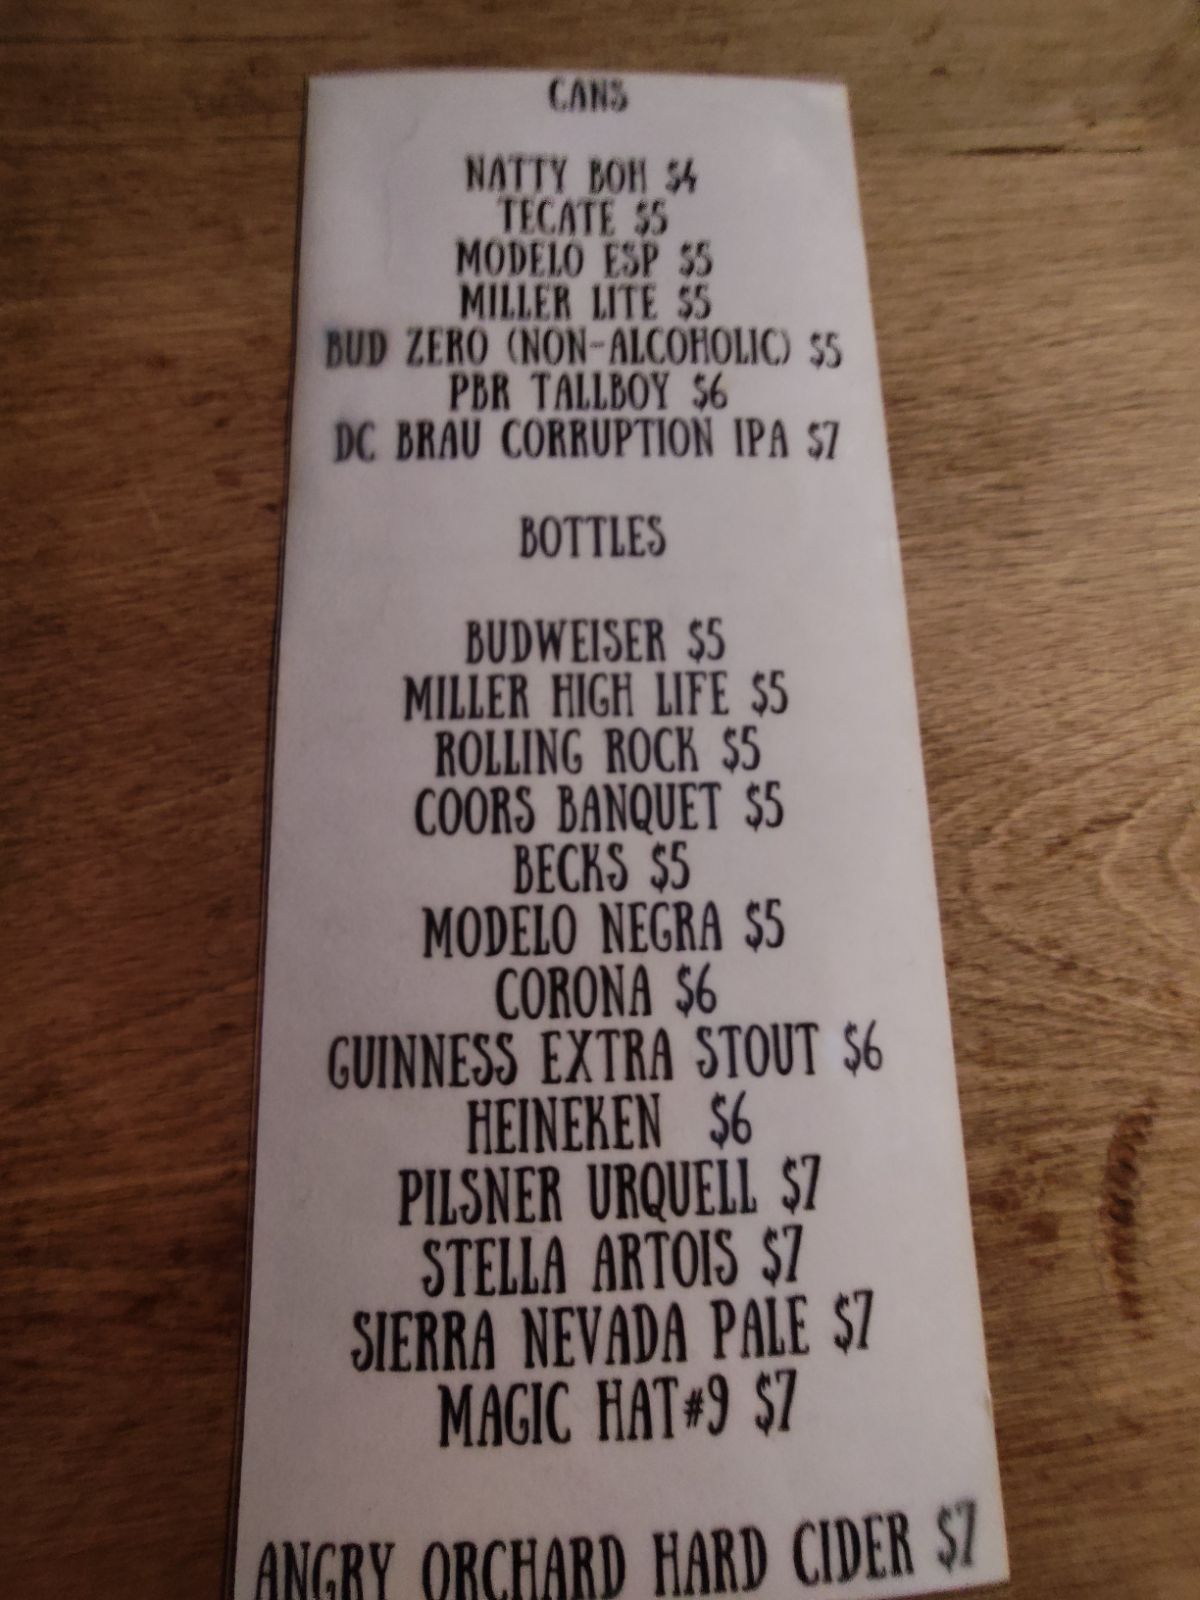 CANS
NATTY BOH $4
TECATE $5
MODELO ESP $5
MILLER LITE $5
BUD ZERO (NON-ALCOHOLIC) $5
PBR TALLBOY $6
DC BRAU CORRUPTION IPA $7
BOTTLES
BUDWEISER $5
MILLER HIGH LIFE $5
ROLLING ROCK $5
COORS BANQUET $5
BECKS $5
MODELO NEGRA $5
CORONA $6
GUINNESS EXTRA STOUT $6
HEINEKEN $6
PILSNER URQUELL $7
STELLA ARTOIS $7
SIERRA NEVADA PALE $7
MAGIC HAT#9 $7
ANGRY ORCHARD HARD CIDER $7